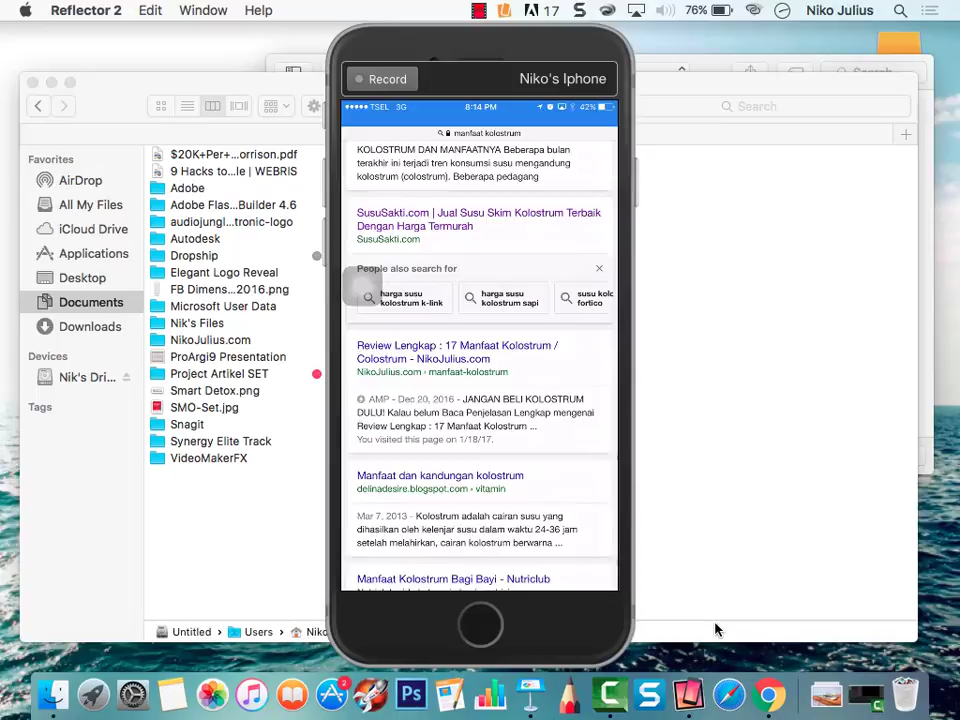 Reflector 2 Edit Window Help
17
76%
Niko Julius
Search
Search
Favorites
AirDrop
All My Files
iCloud Drive
Applications
Desktop
Documents
Downloads
Devices
Nik's Dri...
Tags
$20K+Per+...orrison.pdf
9 Hacks to...le | WEBRIS
Adobe
Adobe Flas...Builder 4.6
audiojungl...tronic-logo
Autodesk
Dropship
Elegant Logo Reveal
FB Dimens...2016.png
Microsoft User Data
Nik's Files
NikoJulius.com
ProArgi9 Presentation
Project Artikel SET
Smart Detox.png
SMO-Set.jpg
Snagit
Synergy Elite Track
VideoMakerFX
Untitled
Users
Niko
Record
Niko's Iphone
TSEL 3G 8:14 PM 42%
manfaat kolostrum
KOLOSTRUM DAN MANFAATNYA Beberapa bulan
terakhir ini terjadi tren konsumsi susu mengandung
kolostrum (colostrum). Beberapa pedagang
SusuSakti.com | Jual Susu Skim Kolostrum Terbaik
Dengan Harga Termurah
SusuSakti.com
People also search for
harga susu
kolostrum k-link
harga susu
kolostrum sapi
susu kolo
fortico
Review Lengkap : 17 Manfaat Kolostrum /
Colostrum - NikoJulius.com
NikoJulius.com › manfaat-kolostrum
AMP - Dec 20, 2016 - JANGAN BELI KOLOSTRUM
DULU! Kalau belum Baca Penjelasan Lengkap mengenai
Review Lengkap : 17 Manfaat Kolostrum ...
You visited this page on 1/18/17.
Manfaat dan kandungan kolostrum
delinadesire.blogspot.com › vitamin
Mar 7, 2013 - Kolostrum adalah cairan susu yang
dihasilkan oleh kelenjar susu dalam waktu 24-36 jam
setelah melahirkan, cairan kolostrum berwarna ...
Manfaat Kolostrum Bagi Bayi - Nutriclub
2
Ps